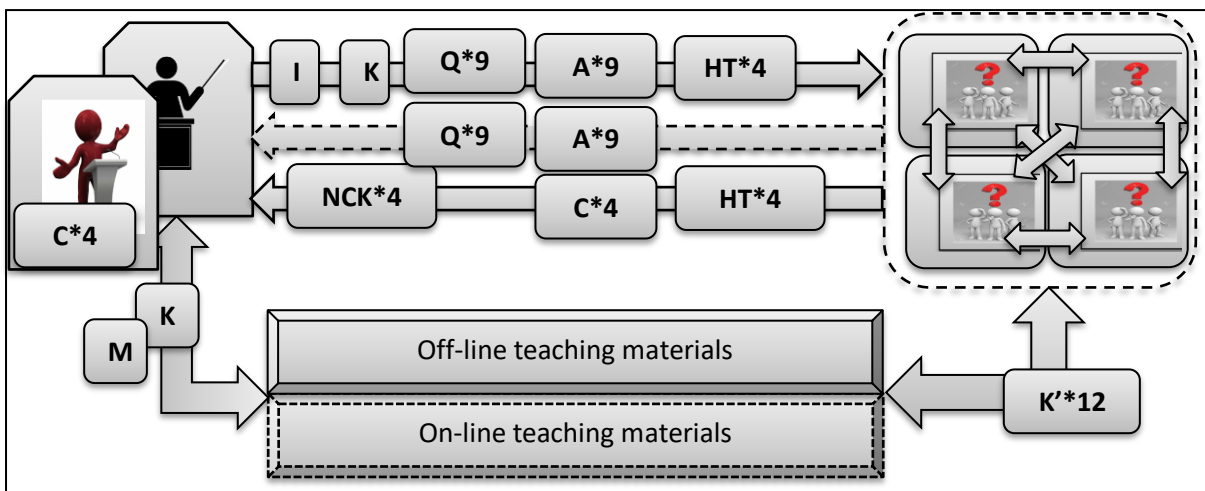 I K Q*9 A*9 HT*4
Q*9 A*9
NCK*4 C*4 HT*4
C*4
K
M
Off-line teaching materials
On-line teaching materials
K’*12
? ?
? ?